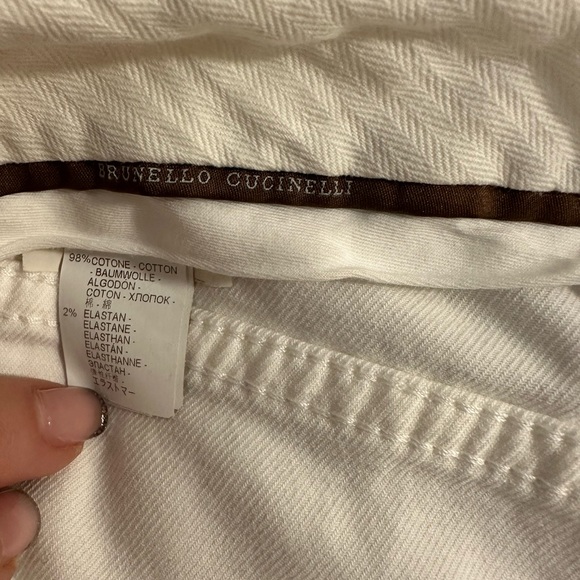 BRUNELLO CUCINELLI
98% COTONE - COTTON
- BAUMWOLLE -
ALGODON -
COTON - ХЛОПОК -
棉 - 綿
2% ELASTAN -
ELASTANE -
ELASTHAN -
ELASTÁN -
ELASTHANNE -
ЭЛАСТАН -
エラストマー